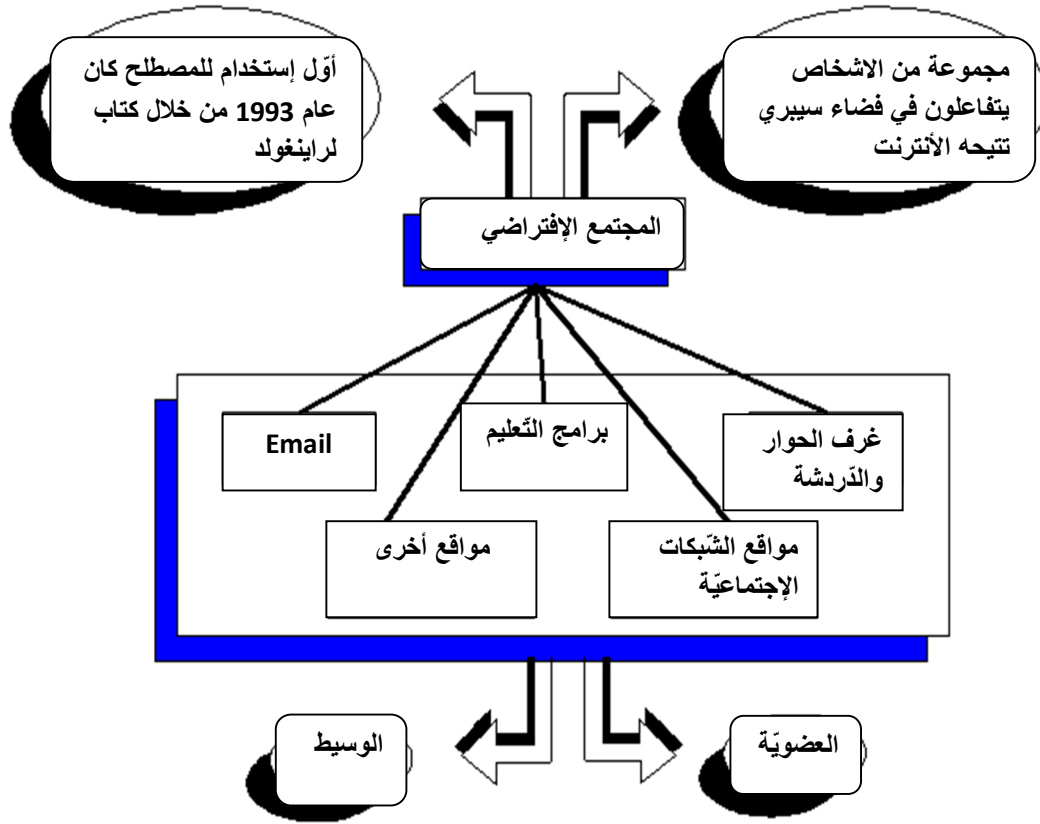 مجموعة من الاشخاص
يتفاعلون في فضاء سيبري
تتيحه الأنترنت
أوّل إستخدام للمصطلح كان
عام 1993 من خلال كتاب
لراينغولد
المجتمع الإفتراضي
غرف الحوار
والدّردشة
برامج التّعليم
Email
مواقع الشّبكات
الإجتماعيّة
مواقع أخرى
العضويّة
الوسيط